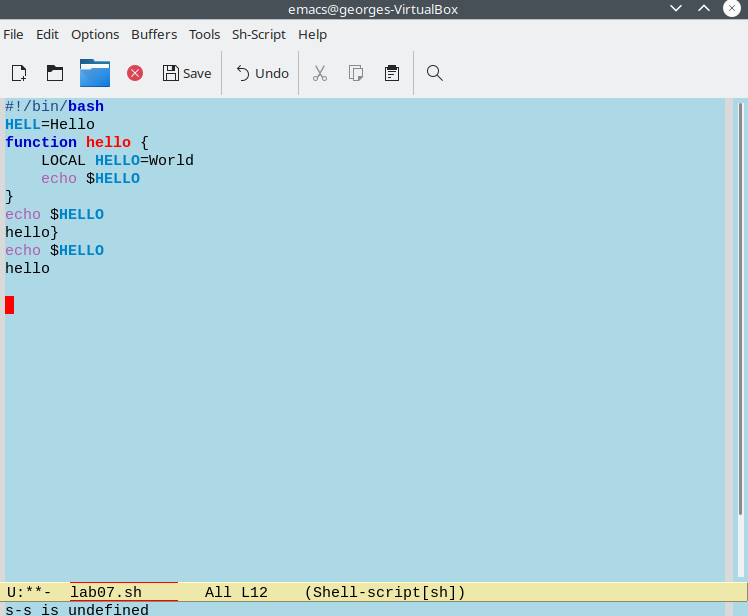 emacs@georges-VirtualBox
File Edit Options Buffers Tools Sh-Script Help
Save Undo
#!/bin/bash
HELL=Hello
function hello {
    LOCAL HELLO=World
    echo $HELLO
}
echo $HELLO
hello}
echo $HELLO
hello
U:**-  lab07.sh       All L12    (Shell-script[sh])
s-s is undefined